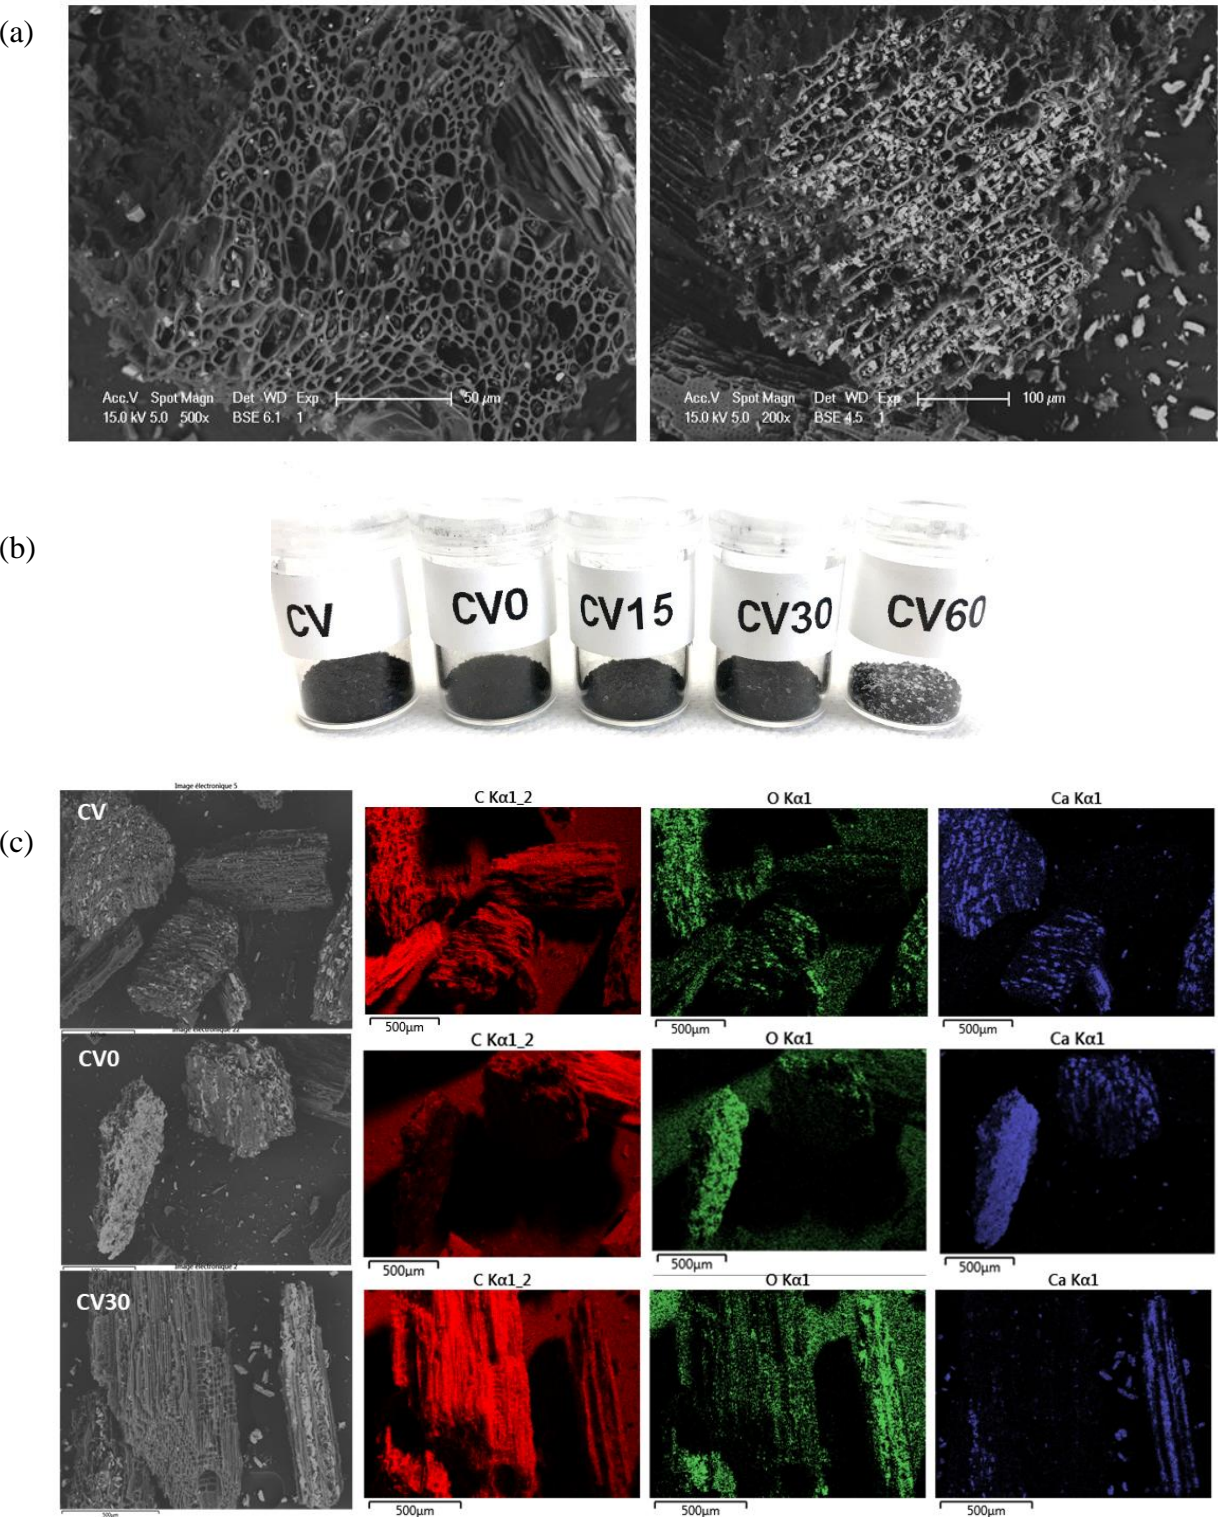 (a)
Acc.V Spot Magn Det WD Exp 50 µm
15.0 kV 5.0 500x BSE 6.1 1
Acc.V Spot Magn Det WD Exp 100 µm
15.0 kV 5.0 200x BSE 4.5 1
(b)
CV
CV0
CV15
CV30
CV60
(c)
Image électronique 5
CV
C Kα1_2
O Kα1
Ca Kα1
500µm
500µm
500µm
Image électronique 22
CV0
C Kα1_2
O Kα1
Ca Kα1
500µm
500µm
500µm
Image électronique 2
CV30
C Kα1_2
O Kα1
Ca Kα1
500µm
500µm
500µm
500µm